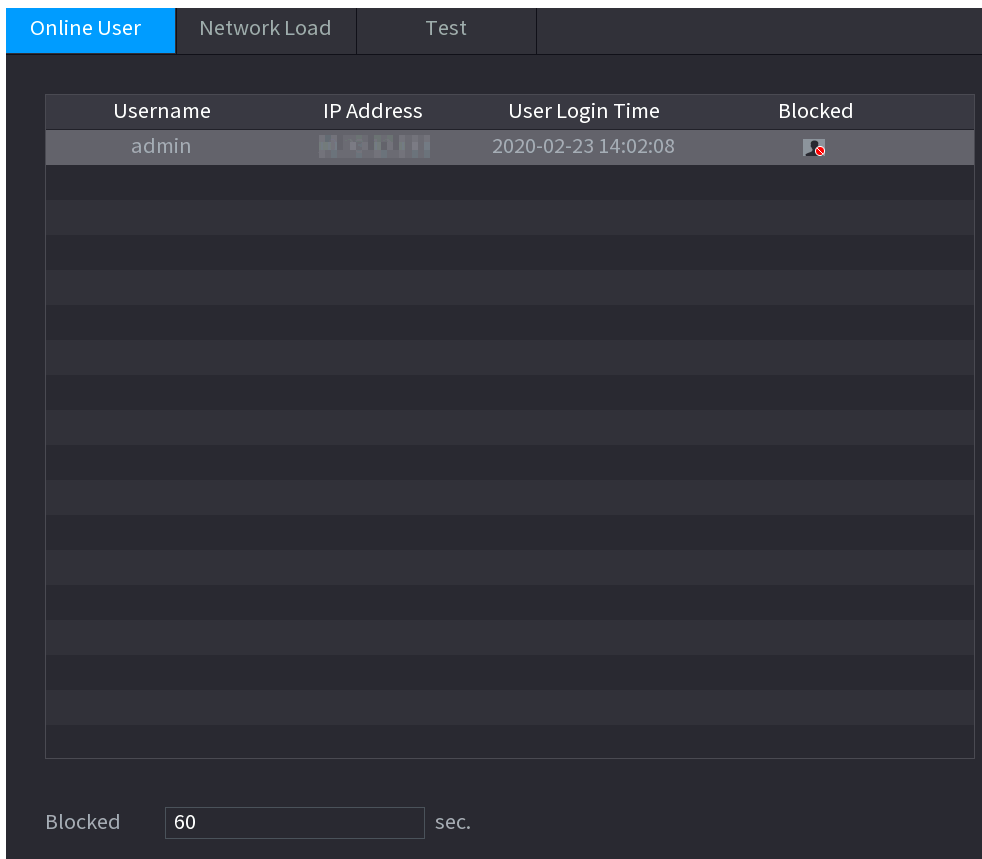 Online User Network Load Test
Username IP Address User Login Time Blocked
admin 2020-02-23 14:02:08
Blocked 60 sec.